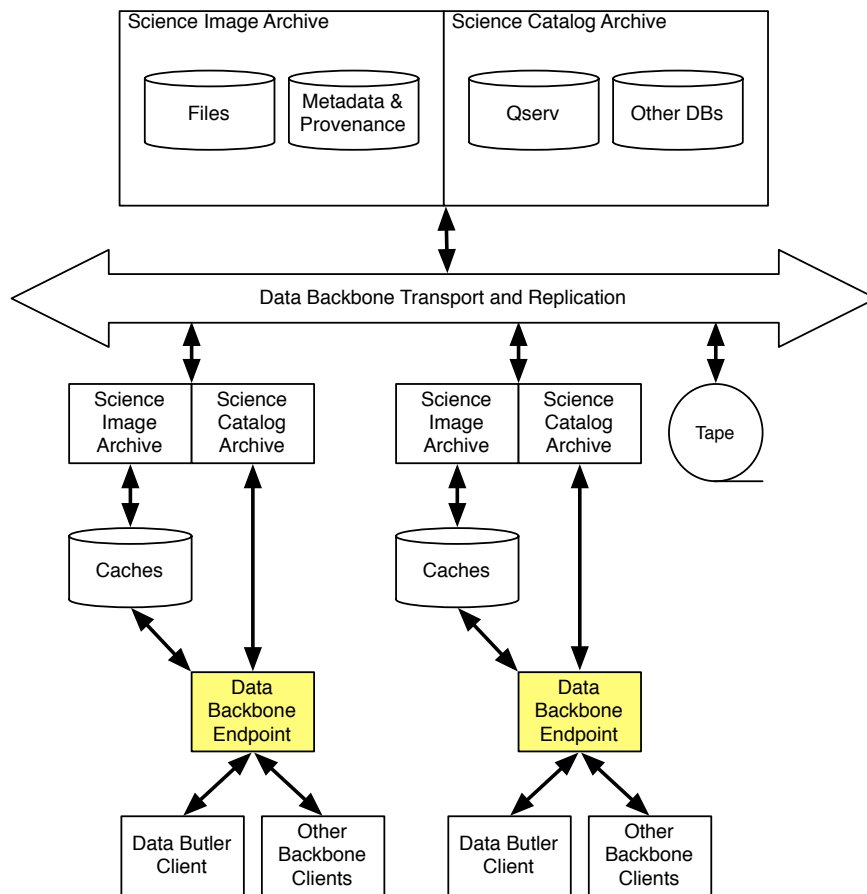 Science Image Archive
Science Catalog Archive
Files
Metadata &
Provenance
Qserv
Other DBs
Data Backbone Transport and Replication
Science
Image
Archive
Science
Catalog
Archive
Science
Image
Archive
Science
Catalog
Archive
Tape
Caches
Caches
Data
Backbone
Endpoint
Data
Backbone
Endpoint
Data Butler
Client
Other
Backbone
Clients
Data Butler
Client
Other
Backbone
Clients